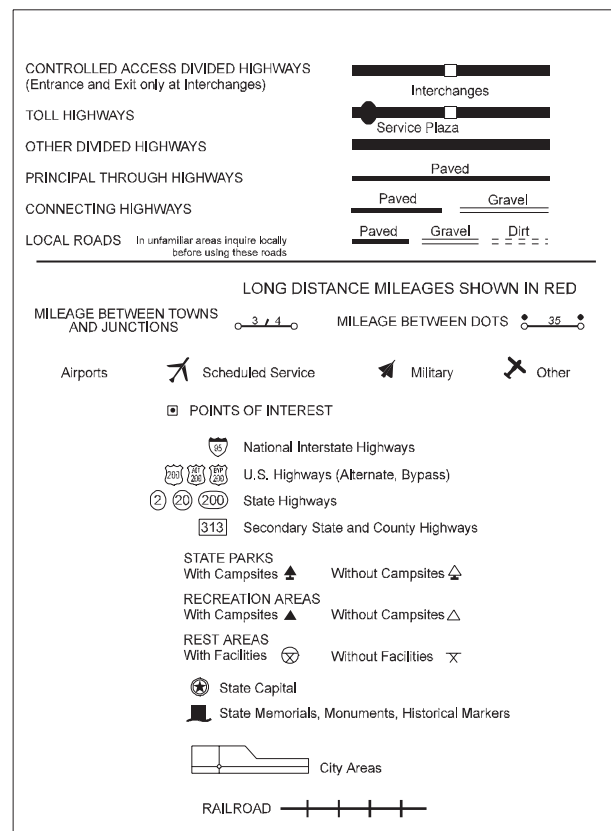 CONTROLLED ACCESS DIVIDED HIGHWAYS
(Entrance and Exit only at Interchanges)
Interchanges
TOLL HIGHWAYS
Service Plaza
OTHER DIVIDED HIGHWAYS
PRINCIPAL THROUGH HIGHWAYS Paved
CONNECTING HIGHWAYS Paved Gravel
LOCAL ROADS In unfamiliar areas inquire locally before using these roads Paved Gravel Dirt
LONG DISTANCE MILEAGES SHOWN IN RED
MILEAGE BETWEEN TOWNS
AND JUNCTIONS 3 / 4 MILEAGE BETWEEN DOTS 35
Airports Scheduled Service Military Other
POINTS OF INTEREST
95 National Interstate Highways
200 ALT 200 BYP 200 U.S. Highways (Alternate, Bypass)
2 20 200 State Highways
313 Secondary State and County Highways
STATE PARKS
With Campsites Without Campsites
RECREATION AREAS
With Campsites Without Campsites
REST AREAS
With Facilities Without Facilities
State Capital
State Memorials, Monuments, Historical Markers
City Areas
RAILROAD